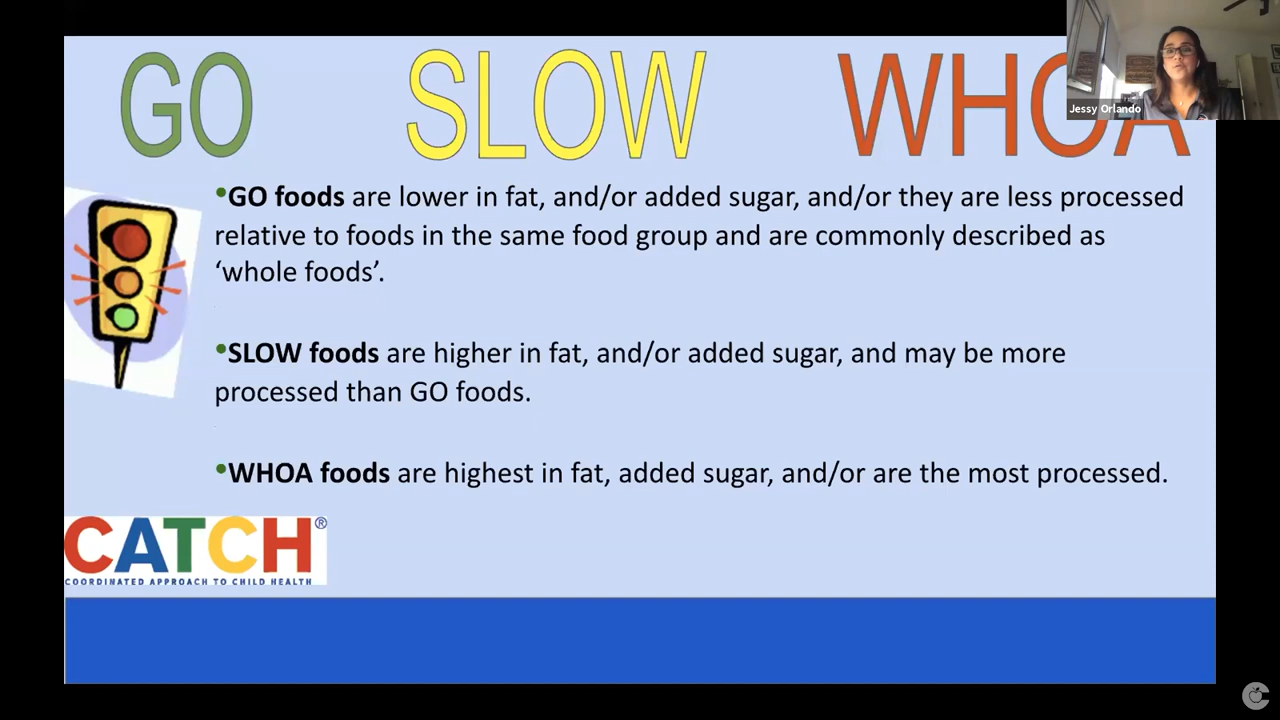 GO SLOW WHOA
Jessy Orlando
•GO foods are lower in fat, and/or added sugar, and/or they are less processed
relative to foods in the same food group and are commonly described as
‘whole foods’.
•SLOW foods are higher in fat, and/or added sugar, and may be more
processed than GO foods.
•WHOA foods are highest in fat, added sugar, and/or are the most processed.
CATCH®
COORDINATED APPROACH TO CHILD HEALTH